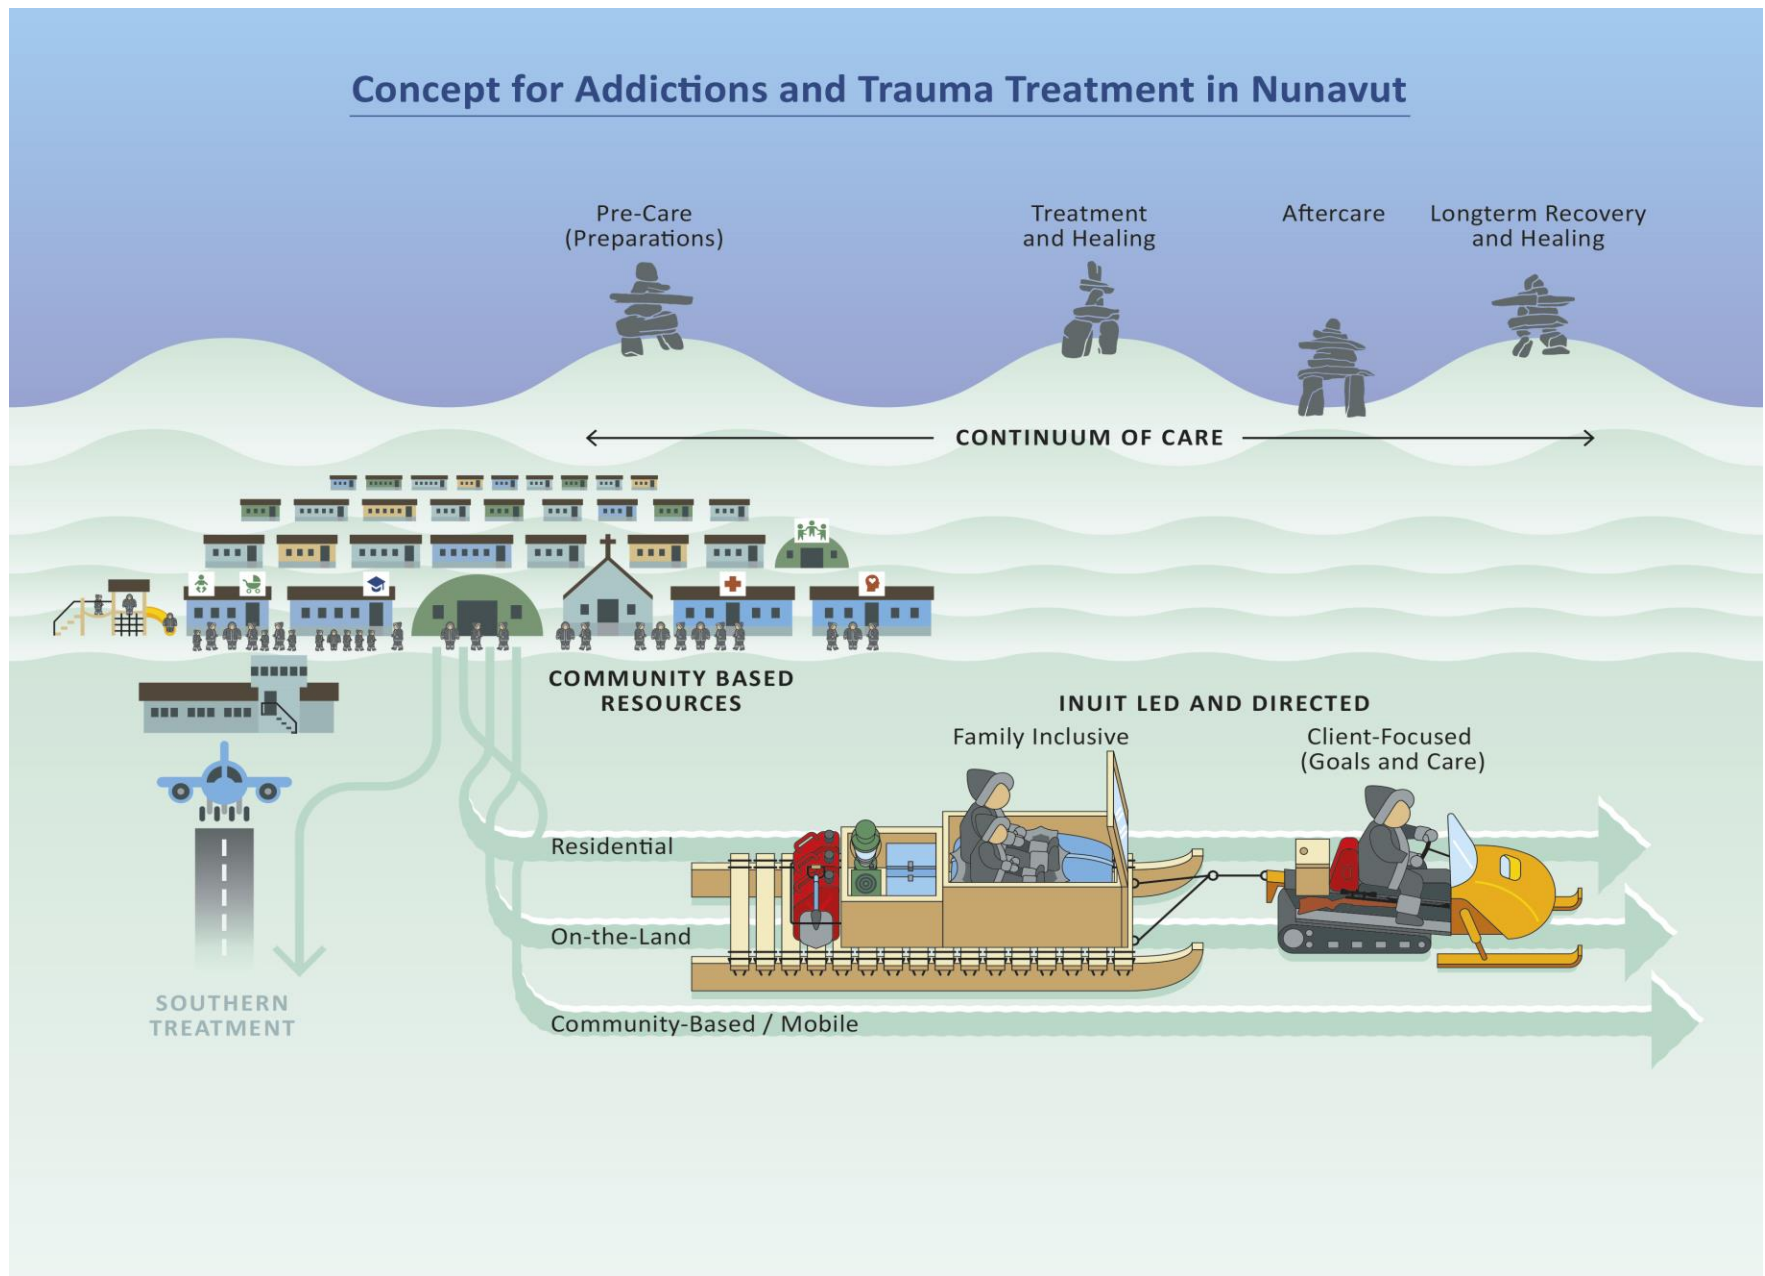 Concept for Addictions and Trauma Treatment in Nunavut
Pre-Care
(Preparations)
Treatment
and Healing
Aftercare
Longterm Recovery
and Healing
CONTINUUM OF CARE
COMMUNITY BASED
RESOURCES
INUIT LED AND DIRECTED
Family Inclusive
Client-Focused
(Goals and Care)
Residential
On-the-Land
SOUTHERN
TREATMENT
Community-Based / Mobile